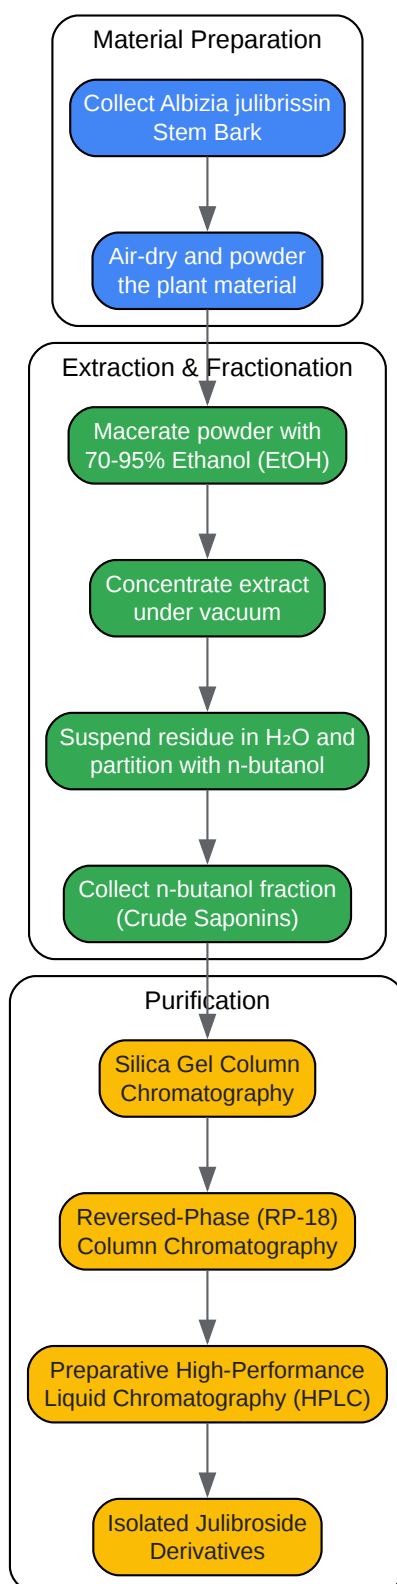 Material Preparation
Collect Albizia julibrissin
Stem Bark
Air-dry and powder
the plant material
Extraction & Fractionation
Macerate powder with
70-95% Ethanol (EtOH)
Concentrate extract
under vacuum
Suspend residue in H₂O and
partition with n-butanol
Collect n-butanol fraction
(Crude Saponins)
Purification
Silica Gel Column
Chromatography
Reversed-Phase (RP-18)
Column Chromatography
Preparative High-Performance
Liquid Chromatography (HPLC)
Isolated Julibroside
Derivatives